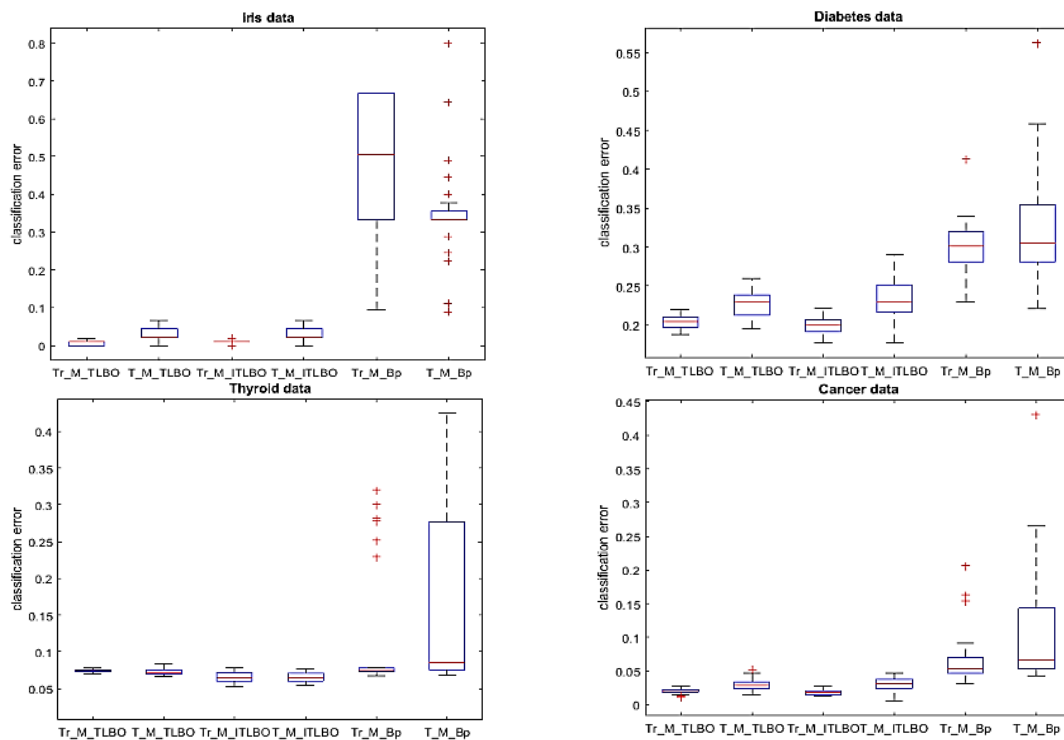 Iris data
classification error
0.8
0.7
0.6
0.5
0.4
0.3
0.2
0.1
0
Tr_M_TLBO T_M_TLBO Tr_M_ITLBO T_M_ITLBO Tr_M_Bp T_M_Bp
Diabetes data
classification error
0.55
0.5
0.45
0.4
0.35
0.3
0.25
0.2
Tr_M_TLBO T_M_TLBO Tr_M_ITLBO T_M_ITLBO Tr_M_Bp T_M_Bp
Thyroid data
classification error
0.4
0.35
0.3
0.25
0.2
0.15
0.1
0.05
Tr_M_TLBO T_M_TLBO Tr_M_ITLBO T_M_ITLBO Tr_M_Bp T_M_Bp
Cancer data
classification error
0.45
0.4
0.35
0.3
0.25
0.2
0.15
0.1
0.05
0
Tr_M_TLBO T_M_TLBO Tr_M_ITLBO T_M_ITLBO Tr_M_Bp T_M_Bp